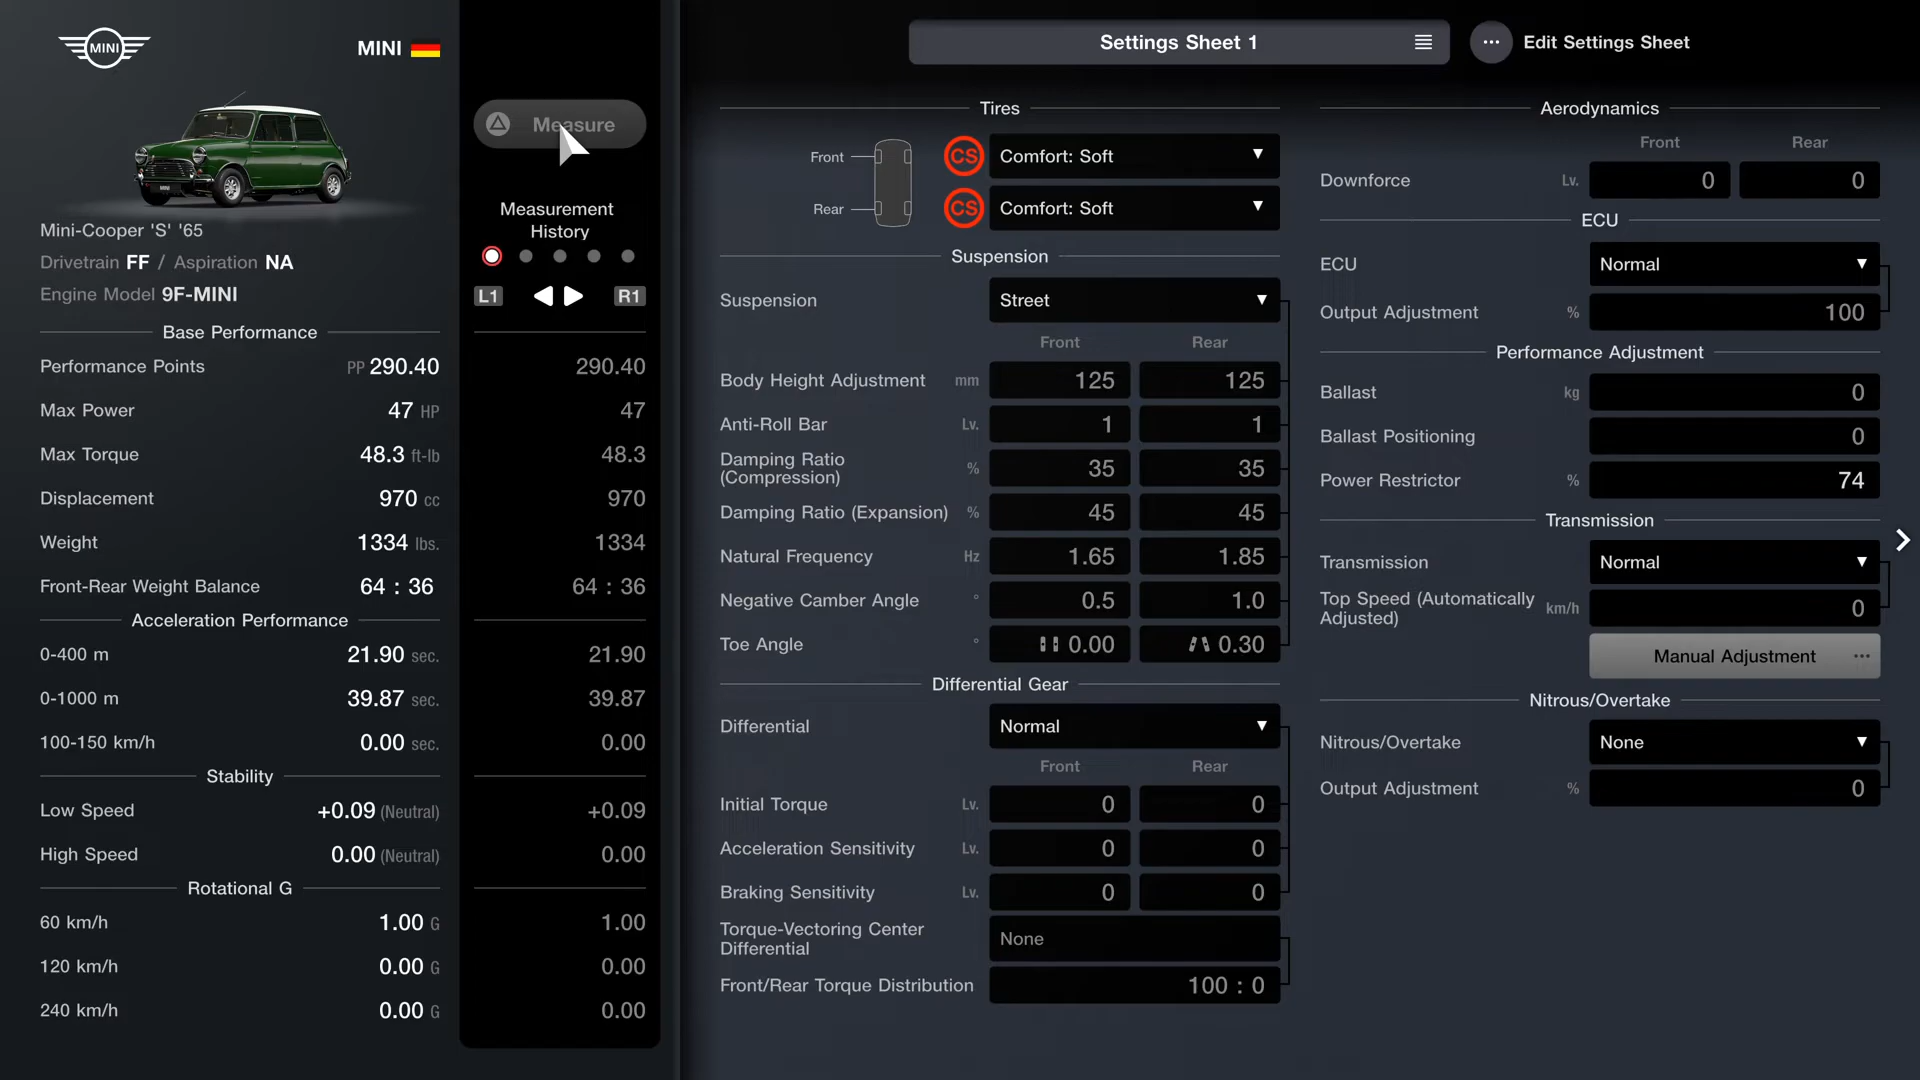 MINI
MINI
Mini-Cooper 'S' '65
Drivetrain FF / Aspiration NA
Engine Model 9F-MINI
Base Performance
Performance Points PP 290.40
Max Power 47 HP
Max Torque 48.3 ft-lb
Displacement 970 cc
Weight 1334 lbs.
Front-Rear Weight Balance 64 : 36
Acceleration Performance
0-400 m 21.90 sec.
0-1000 m 39.87 sec.
100-150 km/h 0.00 sec.
Stability
Low Speed +0.09 (Neutral)
High Speed 0.00 (Neutral)
Rotational G
60 km/h 1.00 G
120 km/h 0.00 G
240 km/h 0.00 G
Measure
Measurement
History
L1 R1
290.40
47
48.3
970
1334
64 : 36
21.90
39.87
0.00
+0.09
0.00
1.00
0.00
0.00
Settings Sheet 1
Edit Settings Sheet
Tires
Front CS Comfort: Soft
Rear CS Comfort: Soft
Suspension
Suspension Street
Front Rear
Body Height Adjustment mm 125 125
Anti-Roll Bar Lv. 1 1
Damping Ratio
(Compression) % 35 35
Damping Ratio (Expansion) % 45 45
Natural Frequency Hz 1.65 1.85
Negative Camber Angle ° 0.5 1.0
Toe Angle ° 0.00 0.30
Differential Gear
Differential Normal
Front Rear
Initial Torque Lv. 0 0
Acceleration Sensitivity Lv. 0 0
Braking Sensitivity Lv. 0 0
Torque-Vectoring Center
Differential None
Front/Rear Torque Distribution 100 : 0
Aerodynamics
Front Rear
Downforce Lv. 0 0
ECU
ECU Normal
Output Adjustment % 100
Performance Adjustment
Ballast kg 0
Ballast Positioning 0
Power Restrictor % 74
Transmission
Transmission Normal
Top Speed (Automatically
Adjusted) km/h 0
Manual Adjustment
Nitrous/Overtake
Nitrous/Overtake None
Output Adjustment % 0